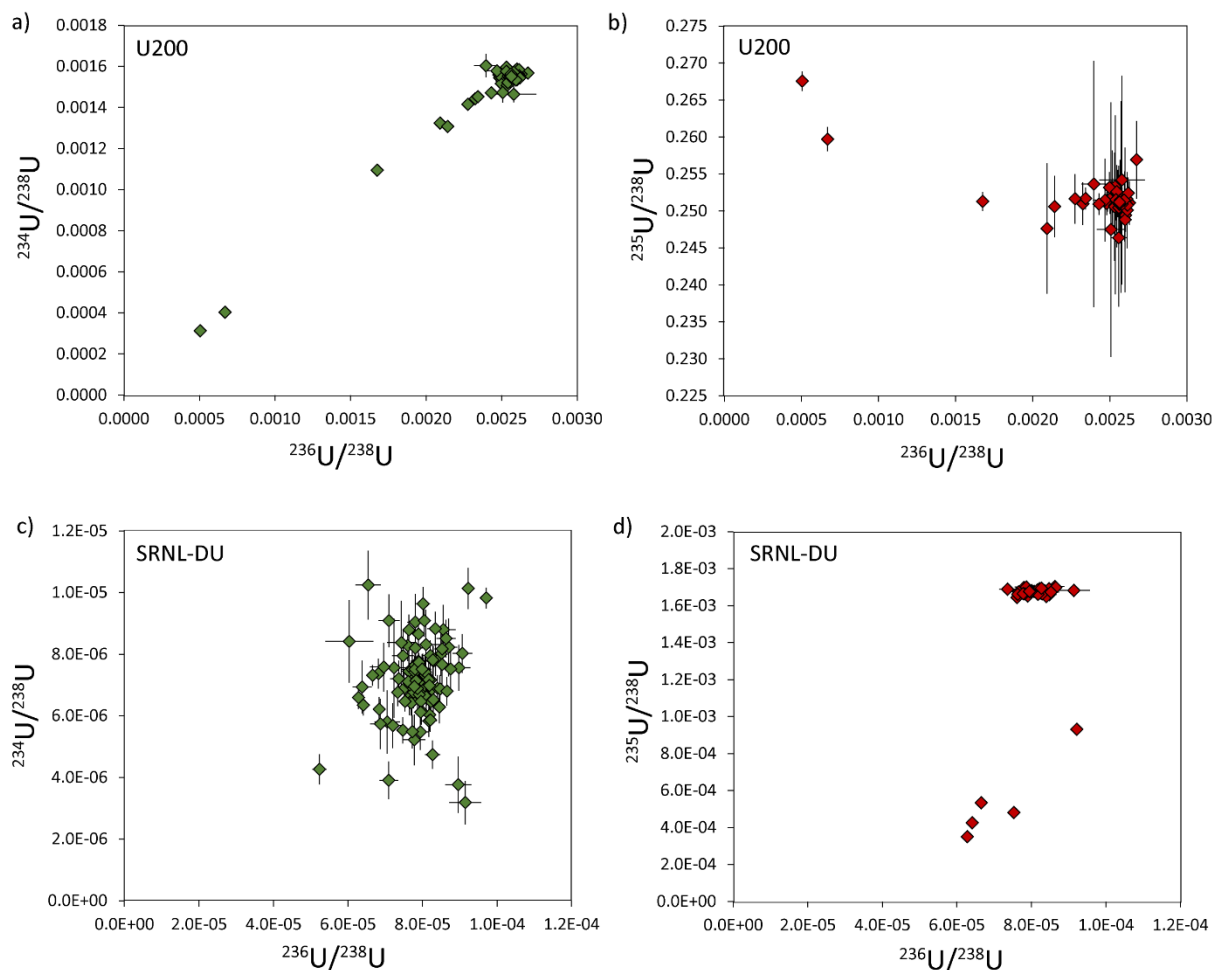 a)
U200
0.0018
0.0016
0.0014
0.0012
0.0010
0.0008
0.0006
0.0004
0.0002
0.0000
²³⁴U/²³⁸U
0.0000 0.0005 0.0010 0.0015 0.0020 0.0025 0.0030
²³⁶U/²³⁸U
b)
U200
0.275
0.270
0.265
0.260
0.255
0.250
0.245
0.240
0.235
0.230
0.225
²³⁵U/²³⁸U
0.0000 0.0005 0.0010 0.0015 0.0020 0.0025 0.0030
²³⁶U/²³⁸U
c)
SRNL-DU
1.2E-05
1.0E-05
8.0E-06
6.0E-06
4.0E-06
2.0E-06
0.0E+00
²³⁴U/²³⁸U
0.0E+00 2.0E-05 4.0E-05 6.0E-05 8.0E-05 1.0E-04 1.2E-04
²³⁶U/²³⁸U
d)
SRNL-DU
2.0E-03
1.8E-03
1.6E-03
1.4E-03
1.2E-03
1.0E-03
8.0E-04
6.0E-04
4.0E-04
2.0E-04
0.0E+00
²³⁵U/²³⁸U
0.0E+00 2.0E-05 4.0E-05 6.0E-05 8.0E-05 1.0E-04 1.2E-04
²³⁶U/²³⁸U